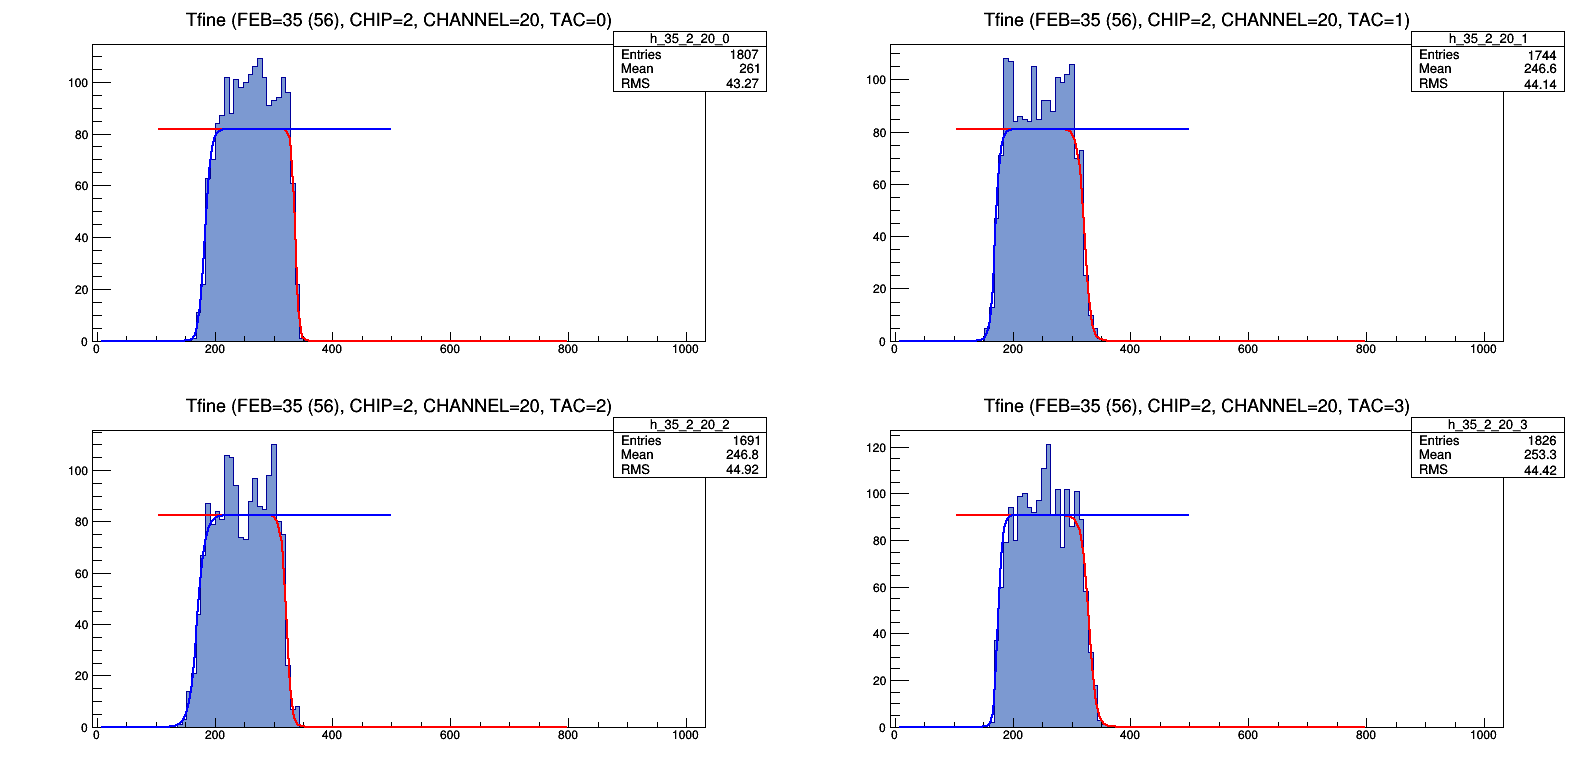 Tfine (FEB=35 (56), CHIP=2, CHANNEL=20, TAC=0)
h_35_2_20_0
Entries 1807
Mean 261
RMS 43.27
100
80
60
40
20
0
0 200 400 600 800 1000
Tfine (FEB=35 (56), CHIP=2, CHANNEL=20, TAC=1)
h_35_2_20_1
Entries 1744
Mean 246.6
RMS 44.14
100
80
60
40
20
0
0 200 400 600 800 1000
Tfine (FEB=35 (56), CHIP=2, CHANNEL=20, TAC=2)
h_35_2_20_2
Entries 1691
Mean 246.8
RMS 44.92
100
80
60
40
20
0
0 200 400 600 800 1000
Tfine (FEB=35 (56), CHIP=2, CHANNEL=20, TAC=3)
h_35_2_20_3
Entries 1826
Mean 253.3
RMS 44.42
120
100
80
60
40
20
0
0 200 400 600 800 1000